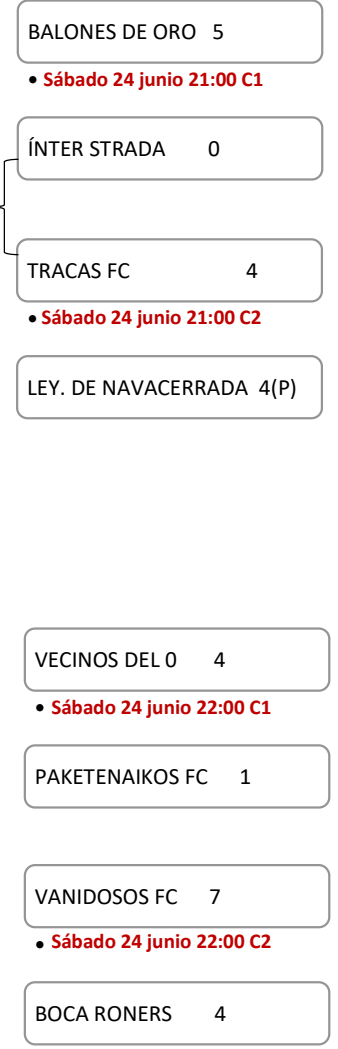 BALONES DE ORO 5
• Sábado 24 junio 21:00 C1
ÍNTER STRADA 0
TRACAS FC 4
• Sábado 24 junio 21:00 C2
LEY. DE NAVACERRADA 4(P)
VECINOS DEL 0 4
• Sábado 24 junio 22:00 C1
PAKETENAIKOS FC 1
VANIDOSOS FC 7
• Sábado 24 junio 22:00 C2
BOCA RONERS 4